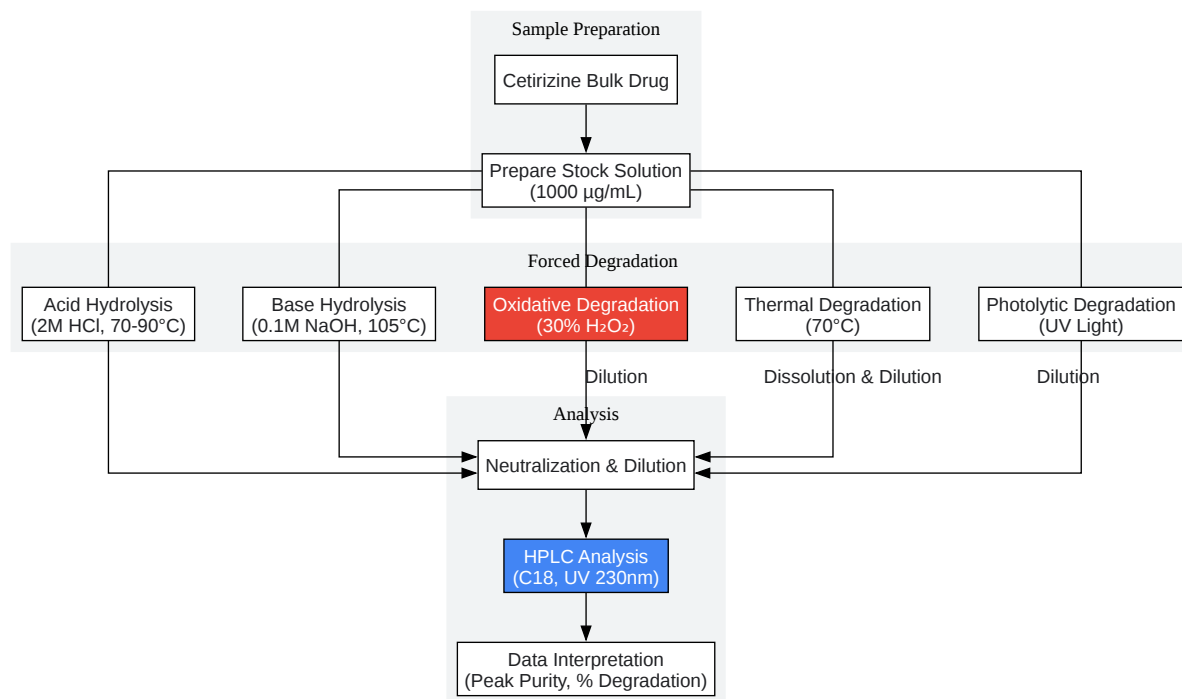 Sample Preparation
Cetirizine Bulk Drug
Prepare Stock Solution
(1000 µg/mL)
Forced Degradation
Acid Hydrolysis
(2M HCl, 70-90°C)
Base Hydrolysis
(0.1M NaOH, 105°C)
Oxidative Degradation
(30% H₂O₂)
Thermal Degradation
(70°C)
Photolytic Degradation
(UV Light)
Dilution
Dissolution & Dilution
Dilution
Analysis
Neutralization & Dilution
HPLC Analysis
(C18, UV 230nm)
Data Interpretation
(Peak Purity, % Degradation)